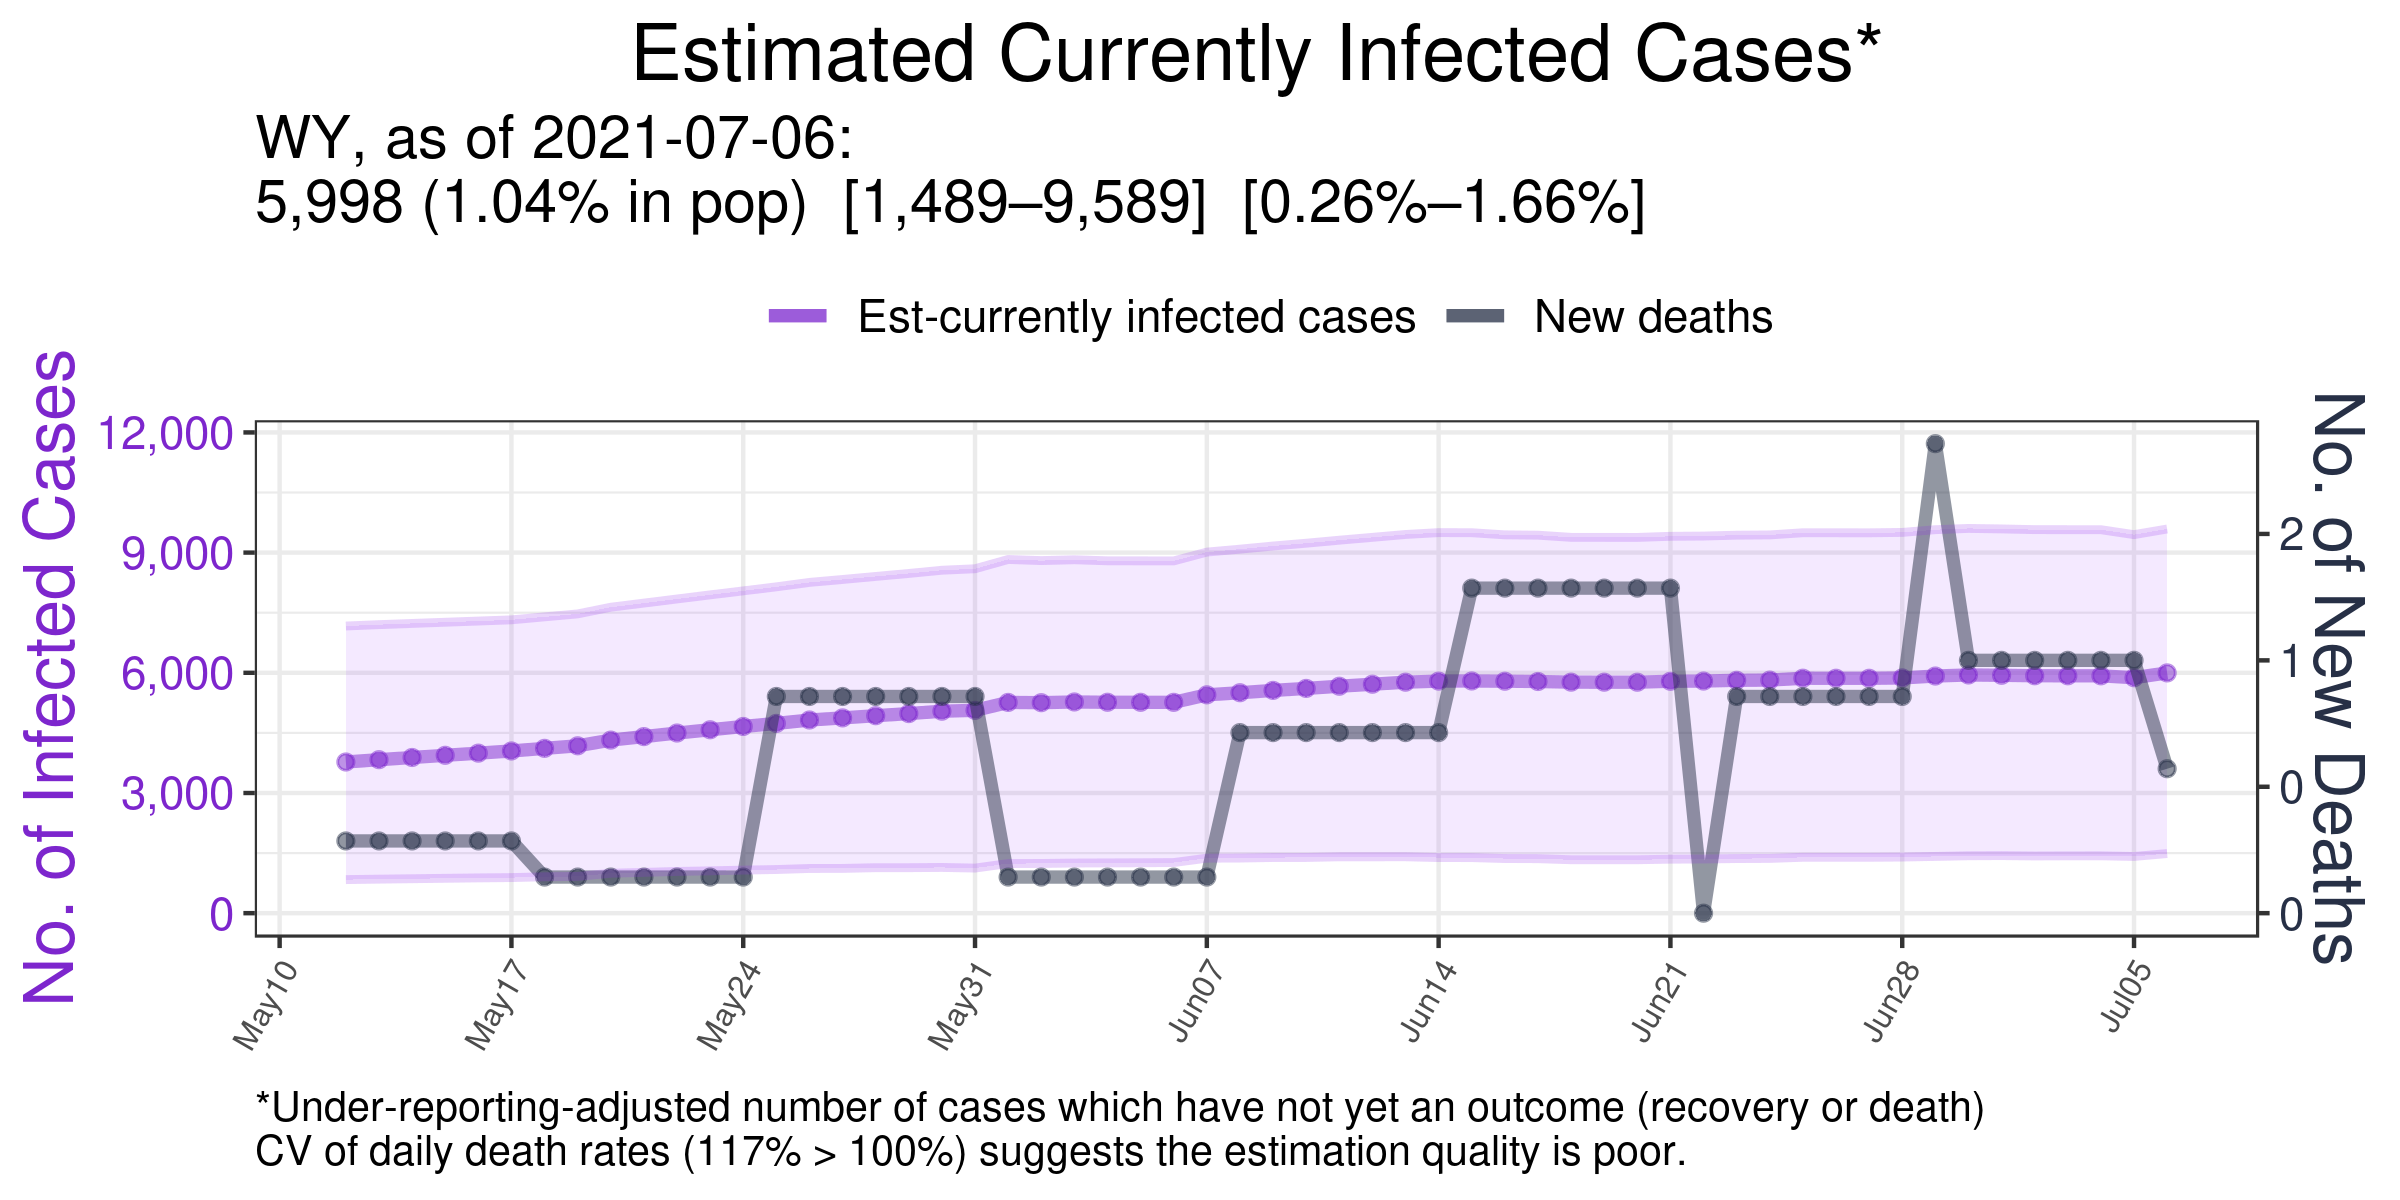 Estimated Currently Infected Cases*
WY, as of 2021-07-06:
5,998 (1.04% in pop) [1,489–9,589] [0.26%–1.66%]
Est-currently infected cases
New deaths
No. of Infected Cases
12,000
9,000
6,000
3,000
0
No. of New Deaths
2
1
0
0
May10
May17
May24
May31
Jun07
Jun14
Jun21
Jun28
Jul05
*Under-reporting-adjusted number of cases which have not yet an outcome (recovery or death)
CV of daily death rates (117% > 100%) suggests the estimation quality is poor.